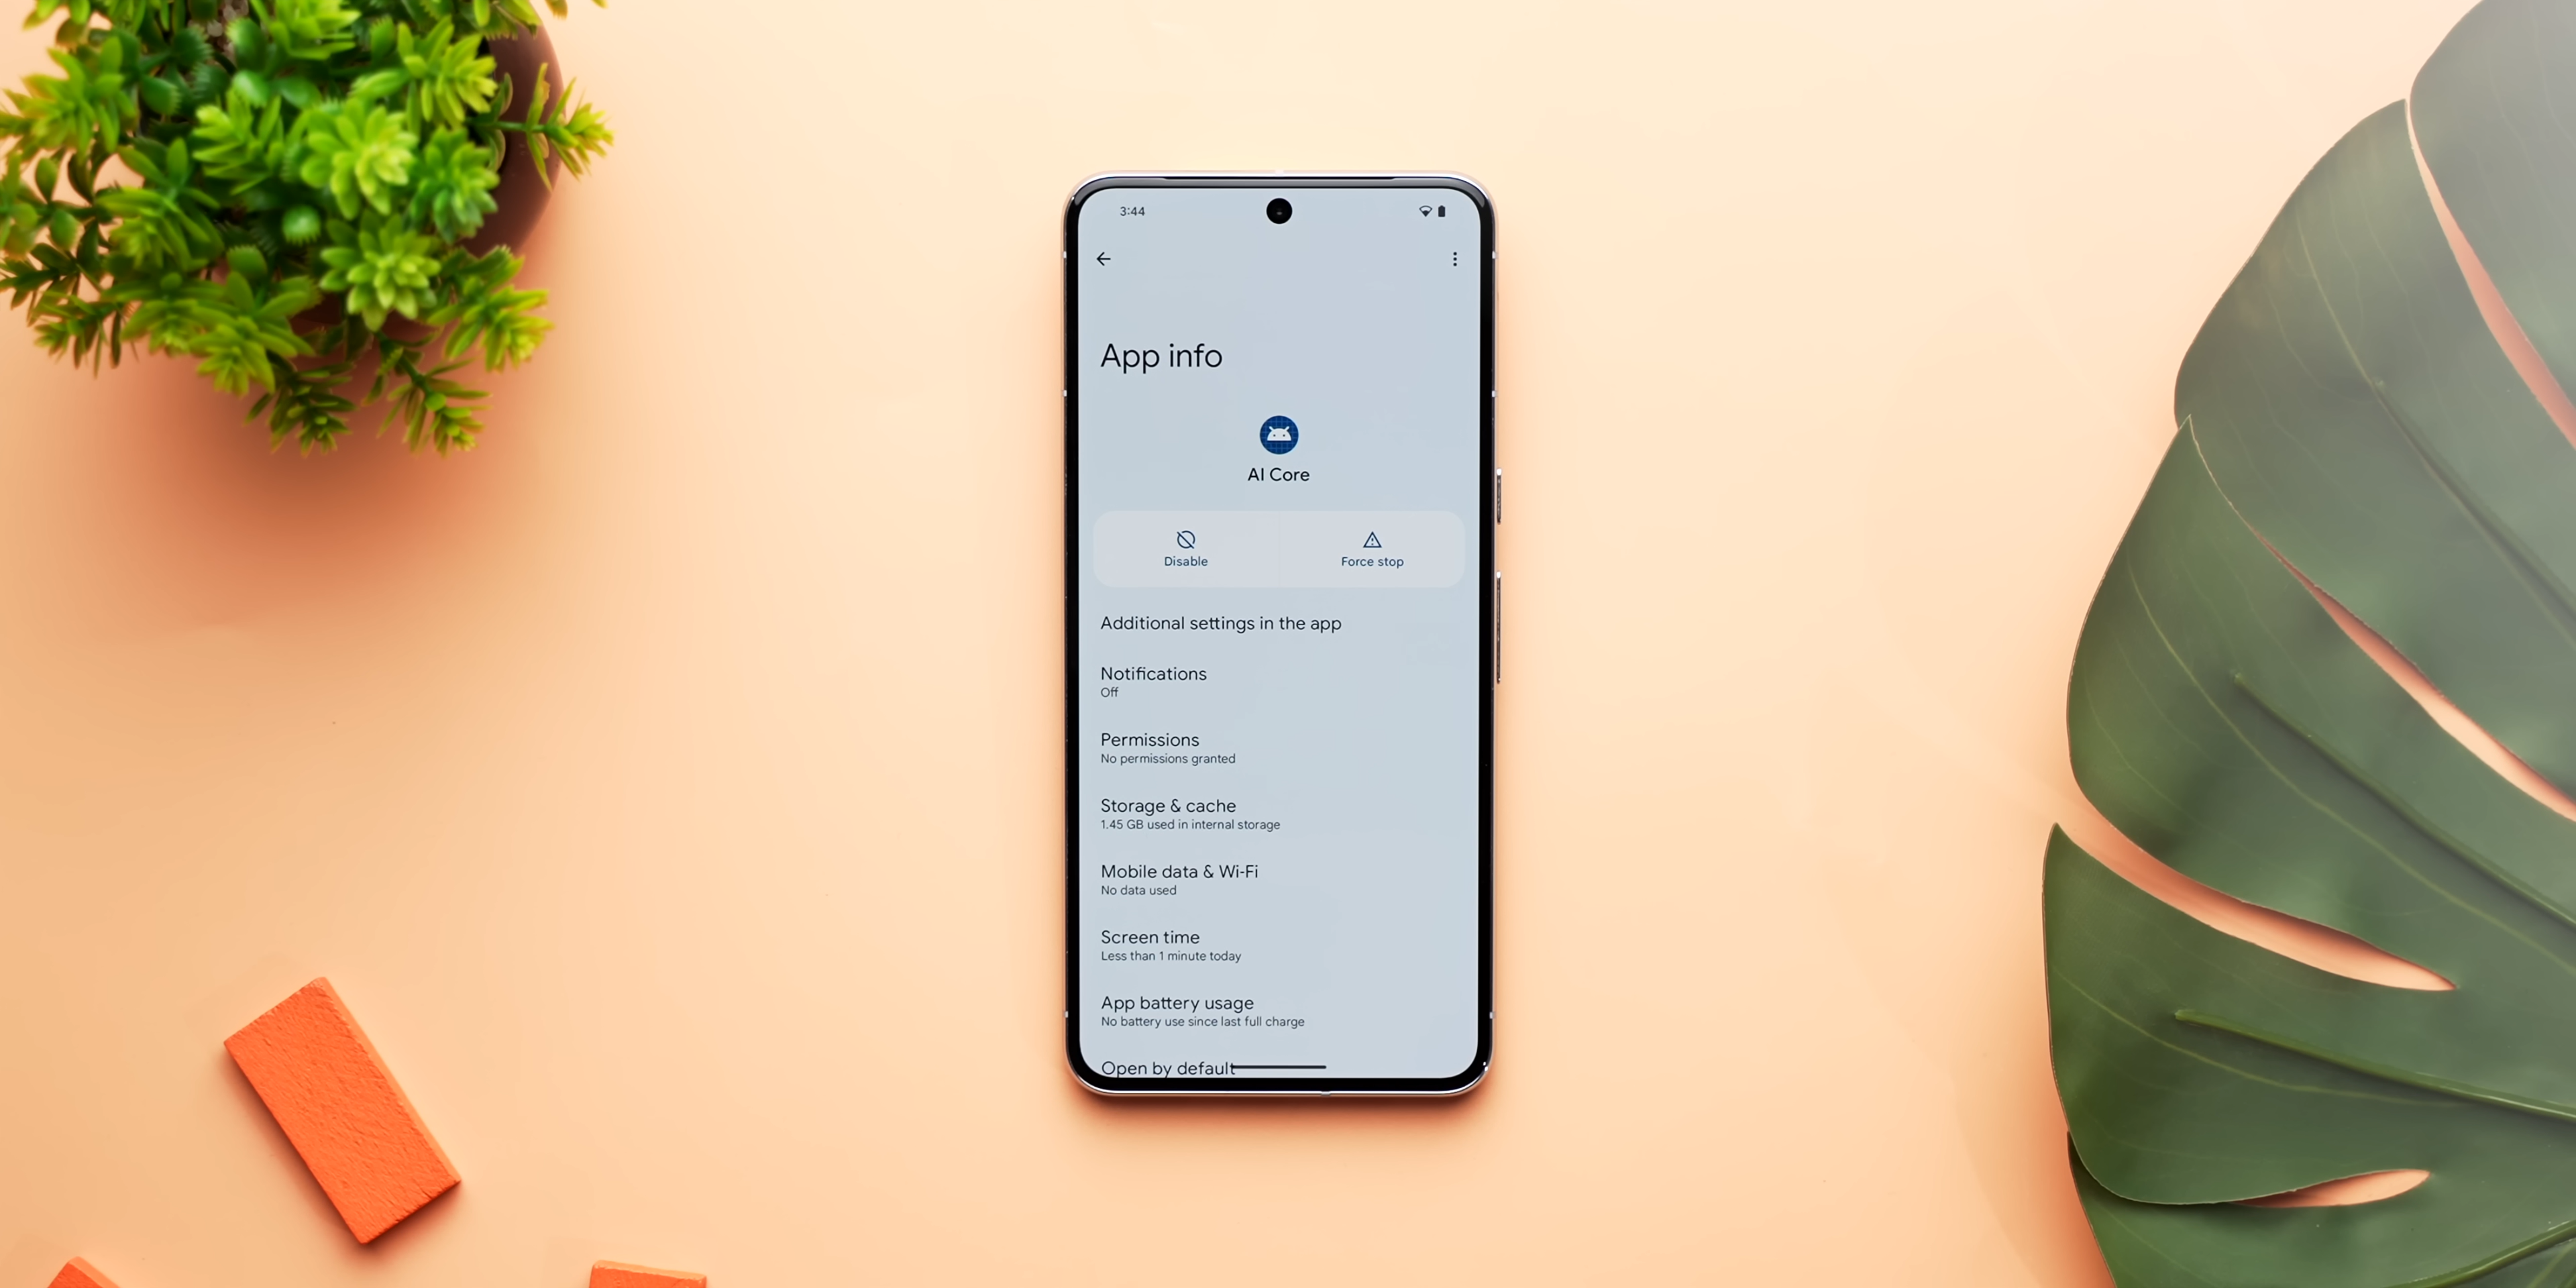 3:44
App info
AI Core
Disable
Force stop
Additional settings in the app
Notifications
Off
Permissions
No permissions granted
Storage & cache
1.45 GB used in internal storage
Mobile data & Wi-Fi
No data used
Screen time
Less than 1 minute today
App battery usage
No battery use since last full charge
Open by default